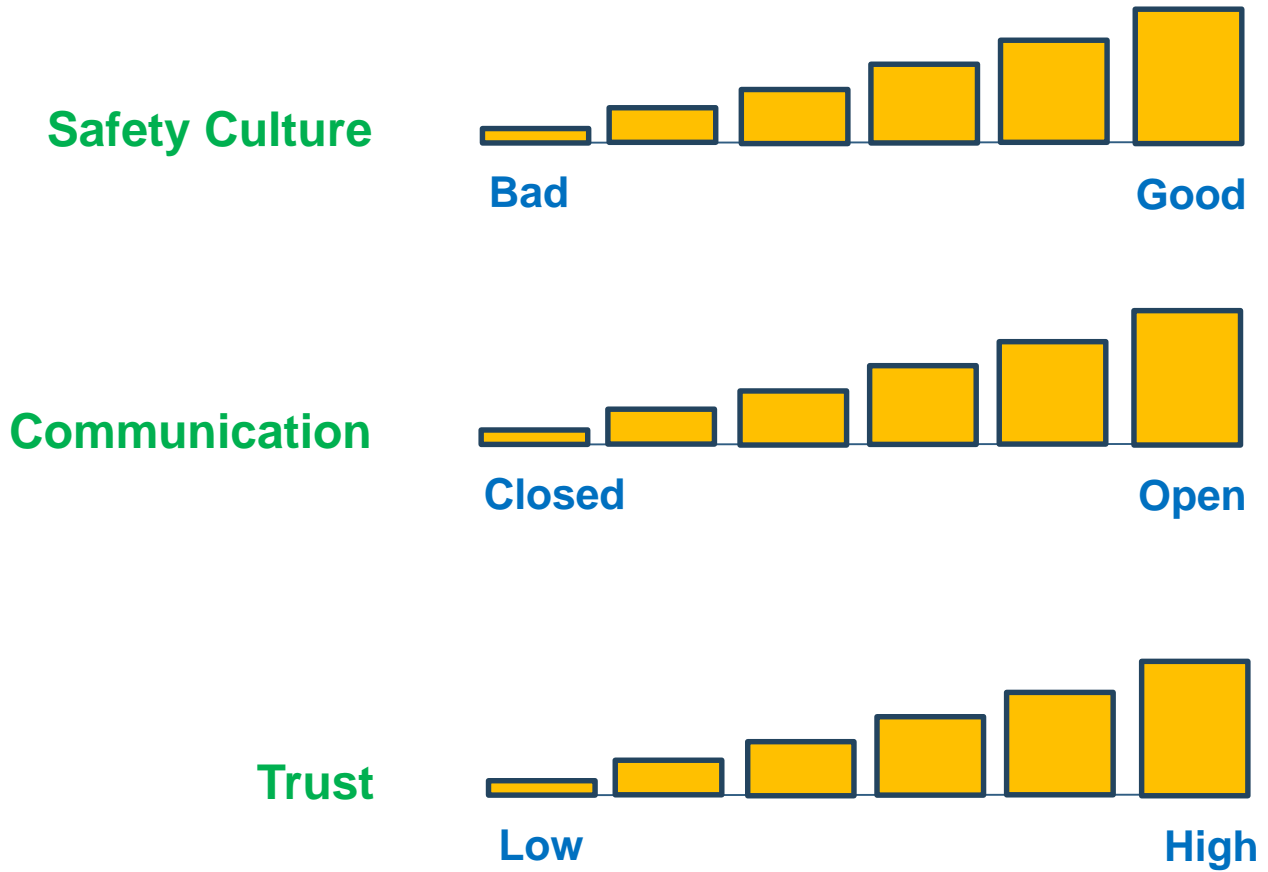 Safety Culture
Bad
Good
Communication
Closed
Open
Trust
Low
High